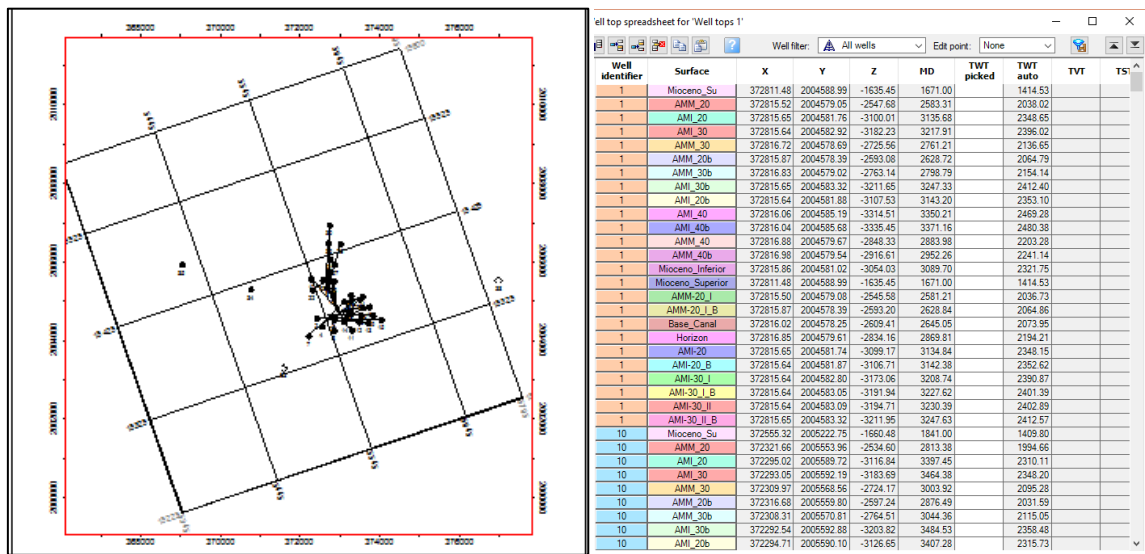 368000 370000 372000 374000 376000
368000 370000 372000 374000 376000
Well top spreadsheet for 'Well tops 1'
Well filter: All wells Edit point: None
Well identifier Surface X Y Z MD TWT picked TWT auto TVT TST
1 Mioceno_Su 372811.48 2004588.99 -1635.45 1671.00 1414.53
1 AMM_20 372815.52 2004579.05 -2547.68 2583.31 2038.02
1 AMI_20 372815.65 2004581.76 -3100.01 3135.68 2348.65
1 AMI_30 372815.64 2004582.92 -3182.23 3217.91 2396.02
1 AMM_30 372816.72 2004578.69 -2725.56 2761.21 2136.65
1 AMM_20b 372815.87 2004578.39 -2593.08 2628.72 2064.79
1 AMM_30b 372816.83 2004579.02 -2763.14 2798.79 2154.14
1 AMI_30b 372815.65 2004583.32 -3211.65 3247.33 2412.40
1 AMI_20b 372815.64 2004581.88 -3107.53 3143.20 2353.10
1 AMI_40 372816.06 2004585.19 -3314.51 3350.21 2469.28
1 AMI_40b 372816.04 2004585.68 -3335.45 3371.16 2480.38
1 AMM_40 372816.88 2004579.67 -2848.33 2883.98 2203.28
1 AMM_40b 372816.98 2004579.54 -2916.61 2952.26 2241.14
1 Mioceno_Inferior 372815.86 2004581.02 -3054.03 3089.70 2321.75
1 Mioceno_Superior 372811.48 2004588.99 -1635.45 1671.00 1414.53
1 AMM-20_I 372815.50 2004579.08 -2545.58 2581.21 2036.73
1 AMM-20_I_B 372815.87 2004578.39 -2593.20 2628.84 2064.86
1 Base_Canal 372816.02 2004578.25 -2609.41 2645.05 2073.95
1 Horizon 372816.85 2004579.61 -2834.16 2869.81 2194.21
1 AMI-20 372815.65 2004581.74 -3099.17 3134.84 2348.15
1 AMI-20_B 372815.64 2004581.87 -3106.71 3142.38 2352.62
1 AMI-30_I 372815.64 2004582.80 -3173.06 3208.74 2390.87
1 AMI-30_I_B 372815.64 2004583.05 -3191.94 3227.62 2401.39
1 AMI-30_II 372815.64 2004583.09 -3194.71 3230.39 2402.89
1 AMI-30_II_B 372815.65 2004583.32 -3211.95 3247.63 2412.57
10 Mioceno_Su 372555.32 2005222.75 -1660.48 1841.00 1409.80
10 AMM_20 372321.66 2005553.96 -2534.60 2813.38 1994.66
10 AMI_20 372295.02 2005589.72 -3116.84 3397.45 2310.11
10 AMI_30 372293.05 2005592.19 -3183.69 3464.38 2348.20
10 AMM_30 372309.97 2005568.56 -2724.17 3003.92 2095.28
10 AMM_20b 372316.68 2005559.80 -2597.24 2876.49 2031.59
10 AMM_30b 372308.31 2005570.81 -2764.51 3044.36 2115.05
10 AMI_30b 372292.54 2005592.88 -3203.82 3484.53 2358.48
10 AMI_20b 372294.71 2005590.10 -3126.65 3407.28 2315.73